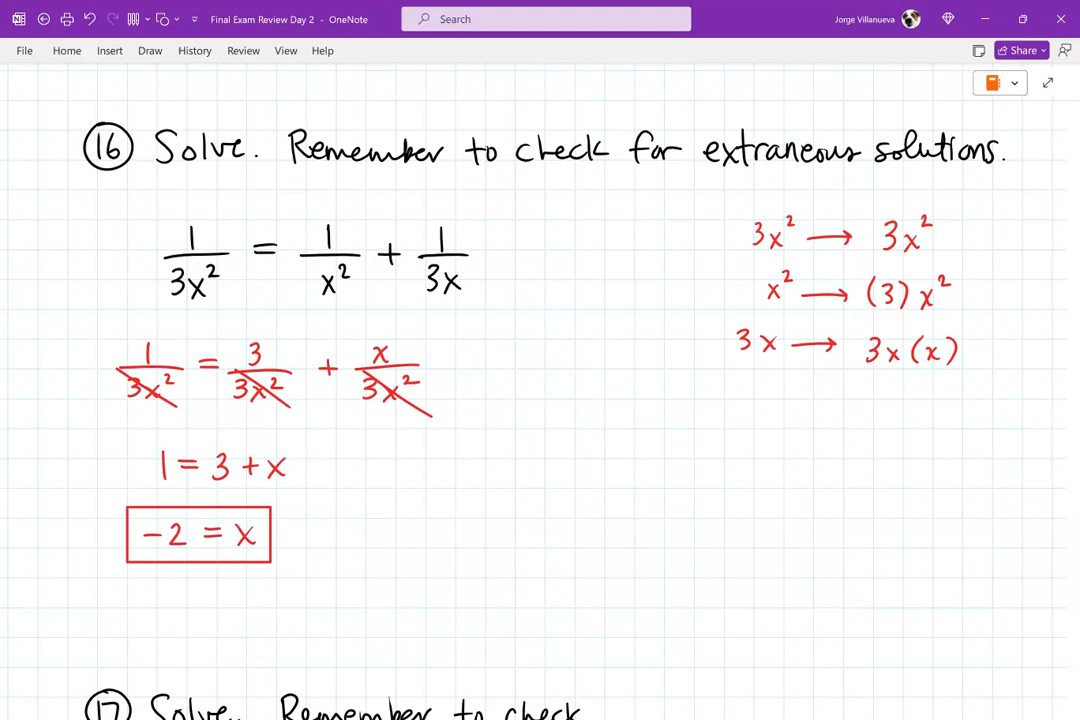 Final Exam Review Day 2 - OneNote
Search
Jorge Villanueva
File Home Insert Draw History Review View Help
Share
16 Solve. Remember to check for extraneous solutions.
1/3x² = 1/x² + 1/3x
3x² → 3x²
x² → (3)x²
3x → 3x(x)
1/3x² = 3/3x² + x/3x²
1 = 3 + x
-2 = x
17 Solve. Remember to check